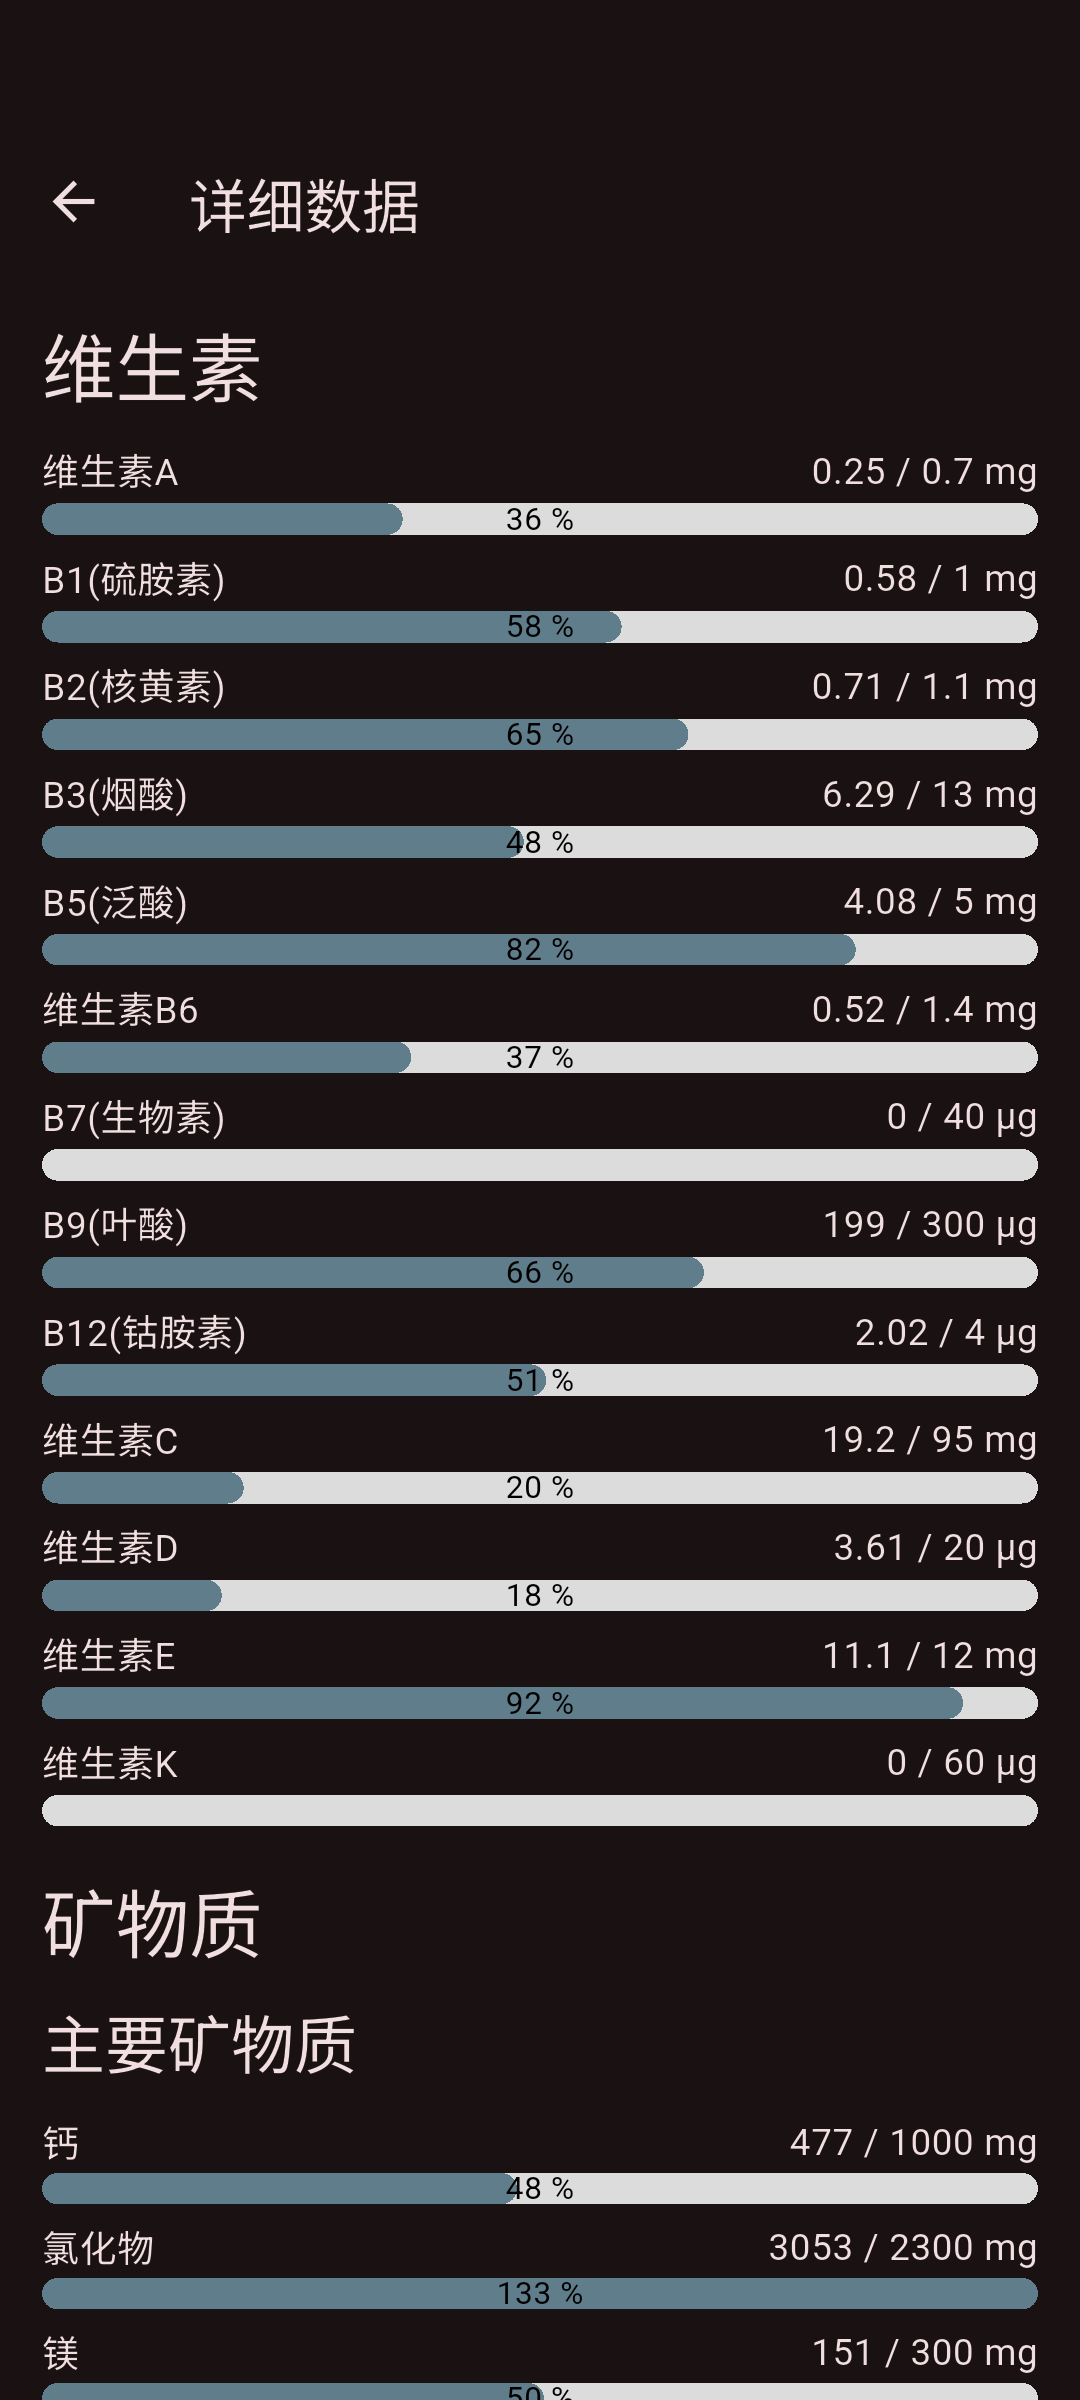 详细数据
维生素
维生素A 0.25 / 0.7 mg
36 %
B1(硫胺素) 0.58 / 1 mg
58 %
B2(核黄素) 0.71 / 1.1 mg
65 %
B3(烟酸) 6.29 / 13 mg
48 %
B5(泛酸) 4.08 / 5 mg
82 %
维生素B6 0.52 / 1.4 mg
37 %
B7(生物素) 0 / 40 µg
B9(叶酸) 199 / 300 µg
66 %
B12(钴胺素) 2.02 / 4 µg
51 %
维生素C 19.2 / 95 mg
20 %
维生素D 3.61 / 20 µg
18 %
维生素E 11.1 / 12 mg
92 %
维生素K 0 / 60 µg
矿物质
主要矿物质
钙 477 / 1000 mg
48 %
氯化物 3053 / 2300 mg
133 %
镁 151 / 300 mg
50 %